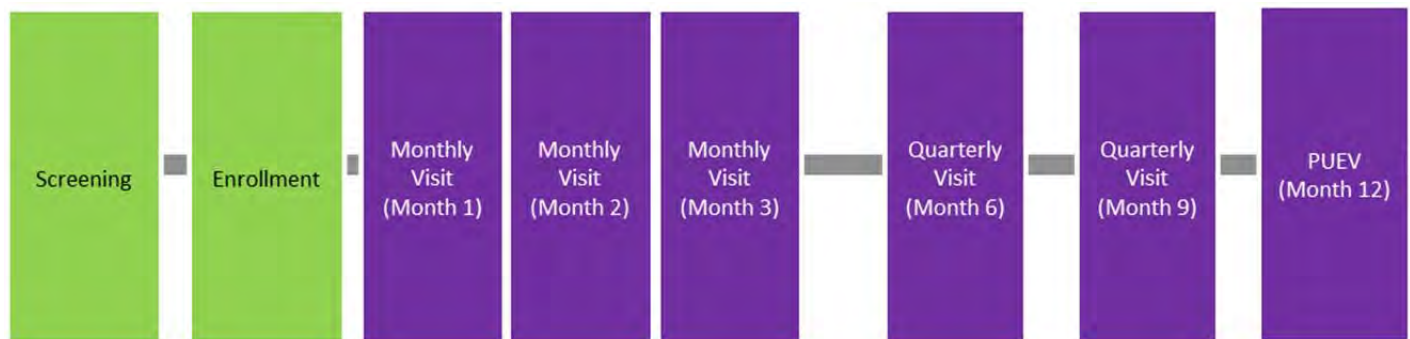 Screening
Enrollment
Monthly
Visit
(Month 1)
Monthly
Visit
(Month 2)
Monthly
Visit
(Month 3)
Quarterly
Visit
(Month 6)
Quarterly
Visit
(Month 9)
PUEV
(Month 12)